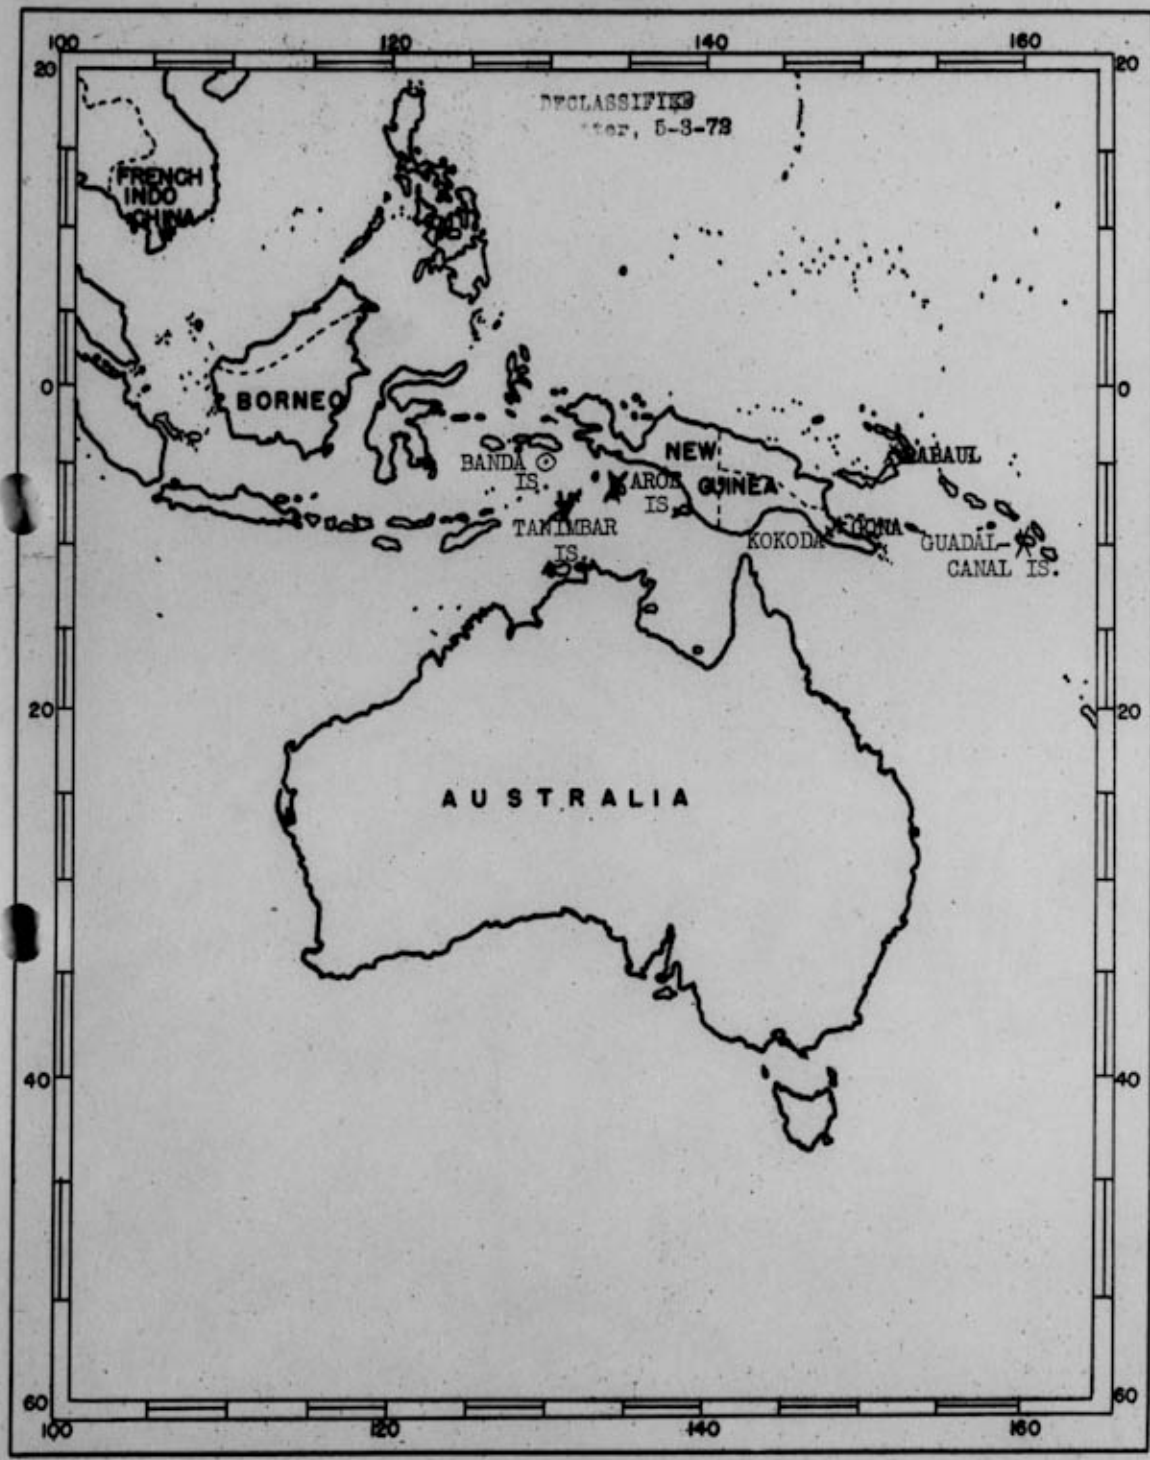 100 120 140 160
20 20
DECLASSIFIED
5-3-72
FRENCH
INDO
CHINA
0 0
BORNEO
NEW
GUINEA
RABAUL
BANDA
IS.
AROE
IS.
TANIMBAR
IS.
KOKODA
GONA
GUADAL-
CANAL IS.
20 20
AUSTRALIA
40 40
60 60
100 120 140 160